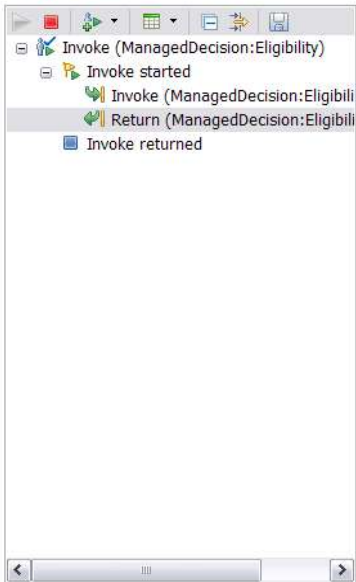 Invoke (ManagedDecision:Eligibility)
Invoke started
Invoke (ManagedDecision:Eligibili
Return (ManagedDecision:Eligibili
Invoke returned